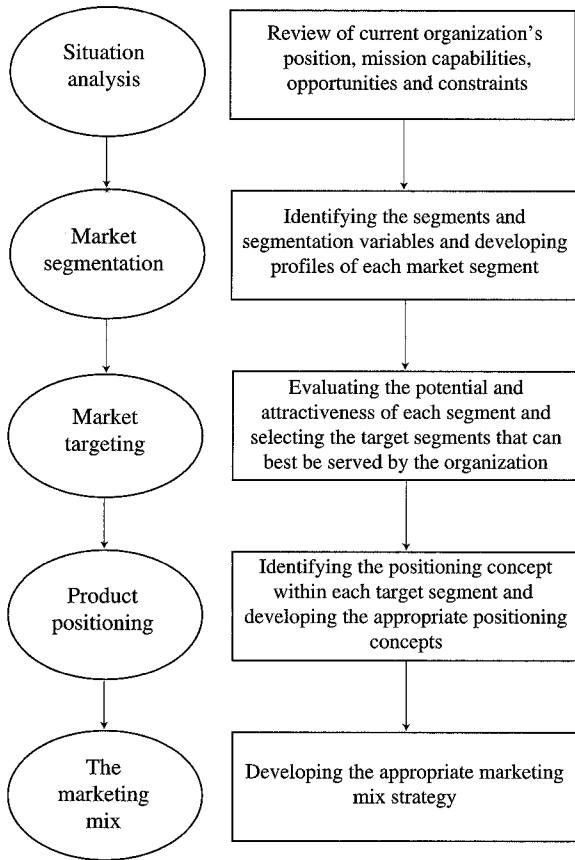 Situation
analysis
Review of current organization's
position, mission capabilities,
opportunities and constraints
Market
segmentation
Identifying the segments and
segmentation variables and developing
profiles of each market segment
Market
targeting
Evaluating the potential and
attractiveness of each segment and
selecting the target segments that can
best be served by the organization
Product
positioning
Identifying the positioning concept
within each target segment and
developing the appropriate positioning
concepts
The
marketing
mix
Developing the appropriate marketing
mix strategy